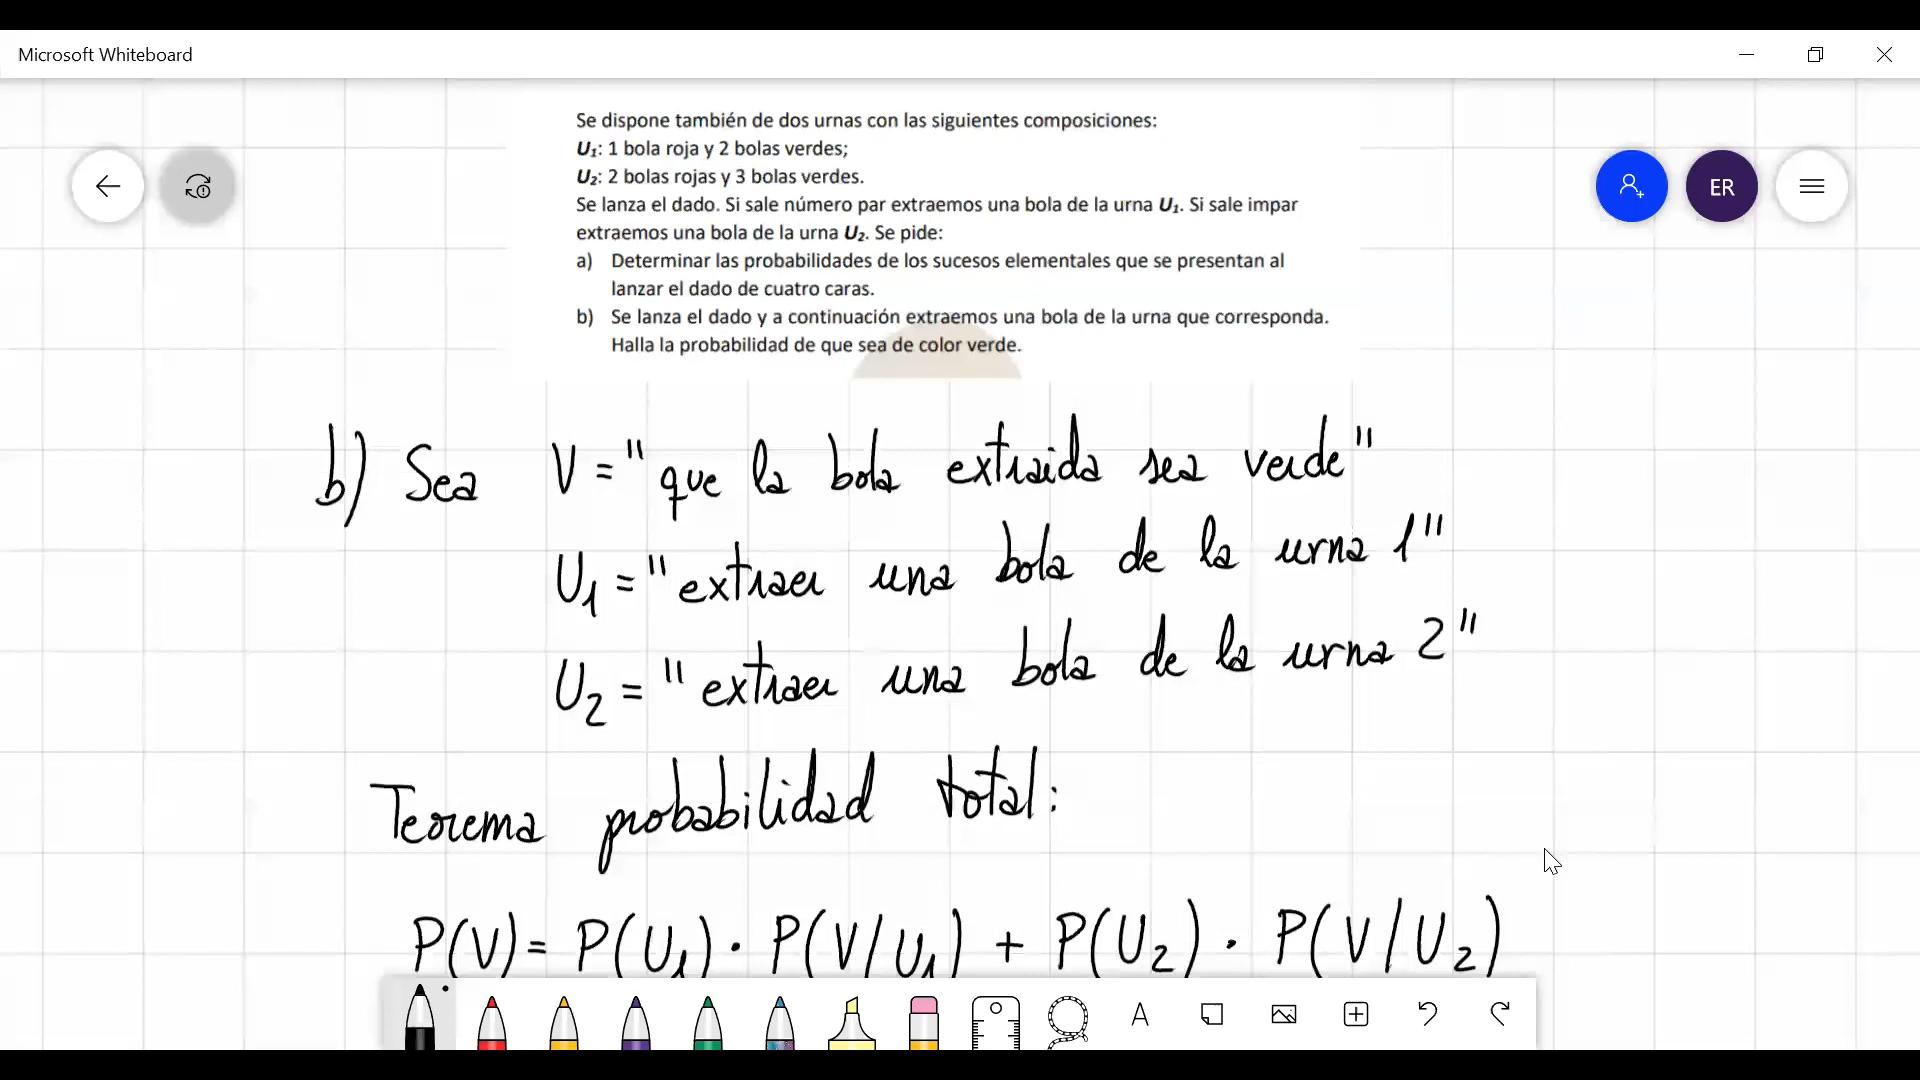 Microsoft Whiteboard
Se dispone también de dos urnas con las siguientes composiciones:
U₁: 1 bola roja y 2 bolas verdes;
U₂: 2 bolas rojas y 3 bolas verdes.
ER
Se lanza el dado. Si sale número par extraemos una bola de la urna U₁. Si sale impar
extraemos una bola de la urna U₂. Se pide:
a) Determinar las probabilidades de los sucesos elementales que se presentan al
lanzar el dado de cuatro caras.
b) Se lanza el dado y a continuación extraemos una bola de la urna que corresponda.
Halla la probabilidad de que sea de color verde.
b) Sea V = "que la bola extraida sea verde"
U₁ = "extraer una bola de la urna 1"
U₂ = "extraer una bola de la urna 2"
Teorema probabilidad total:
P(V) = P(U₁) · P(V/U₁) + P(U₂) · P(V/U₂)
A